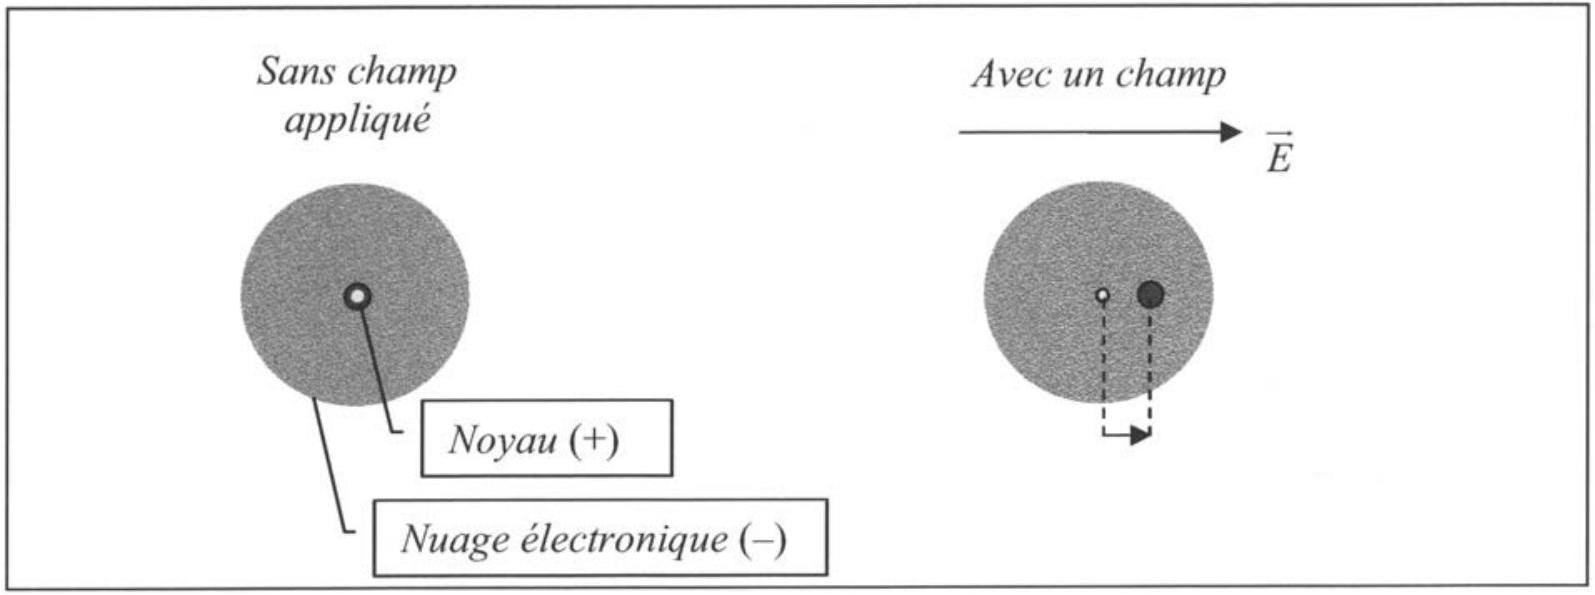 Sans champ
appliqué
Avec un champ
E
Noyau (+)
Nuage électronique (–)